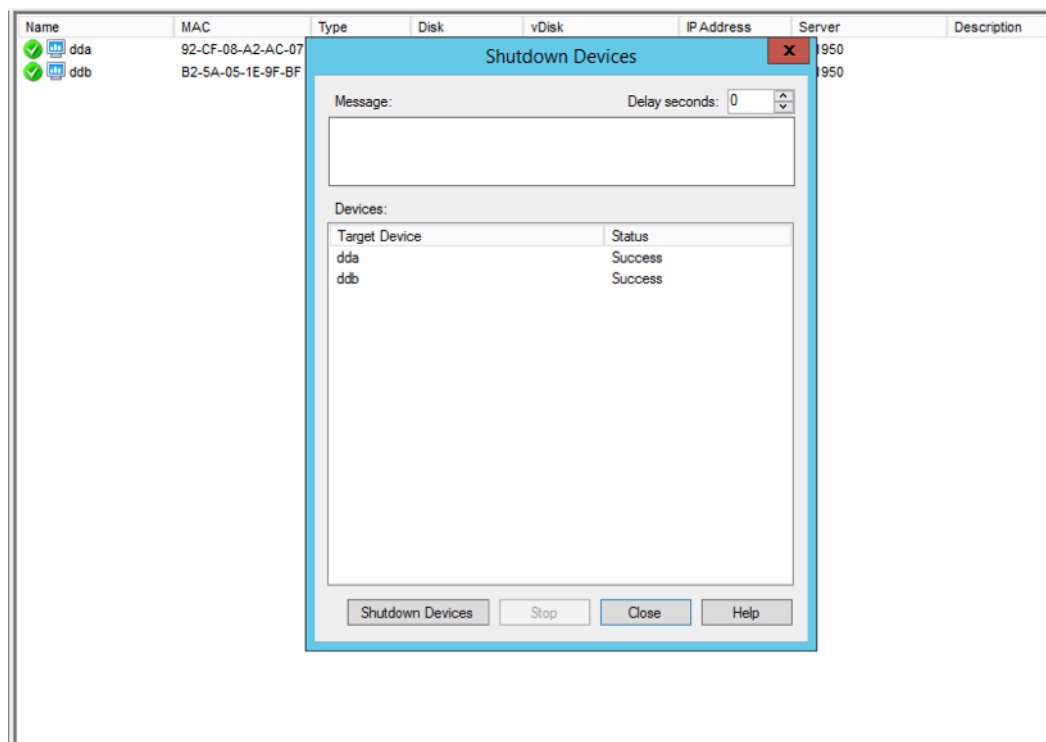 Name MAC Type Disk vDisk IP Address Server Description
dda 92-CF-08-A2-AC-07 1950
ddb B2-5A-05-1E-9F-BF 1950
Shutdown Devices x
Message: Delay seconds: 0
Devices:
Target Device Status
dda Success
ddb Success
Shutdown Devices Stop Close Help